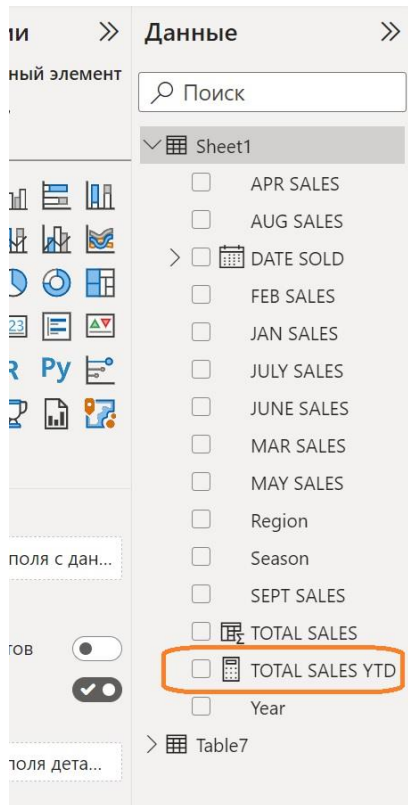 ии
Данные
ный элемент
Поиск
Sheet1
APR SALES
AUG SALES
DATE SOLD
FEB SALES
JAN SALES
JULY SALES
JUNE SALES
MAR SALES
MAY SALES
Region
Season
SEPT SALES
TOTAL SALES
TOTAL SALES YTD
Year
Table7
123
R Py
поля с дан...
тов
поля дета...